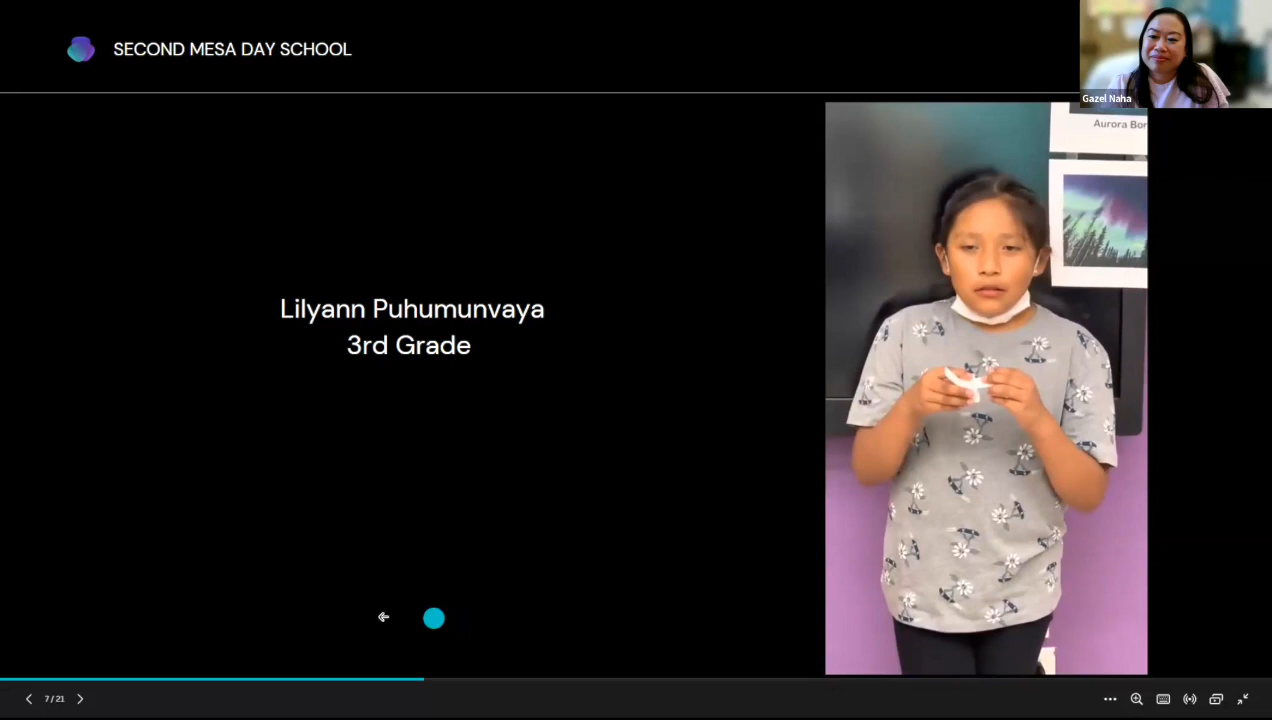 SECOND MESA DAY SCHOOL
Gazel Naha
Aurora Bor
Lilyann Puhumunvaya
3rd Grade
7 / 21